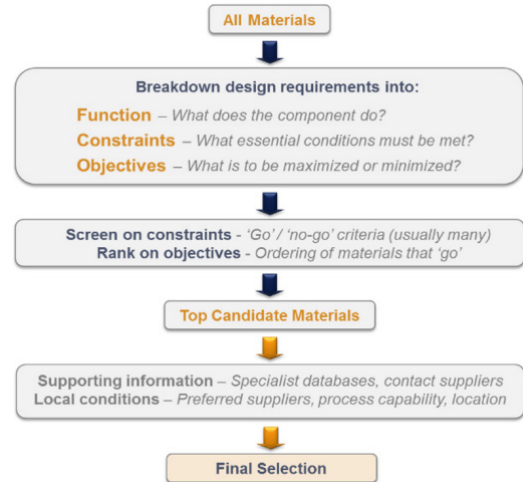 All Materials
Breakdown design requirements into:
Function – What does the component do?
Constraints – What essential conditions must be met?
Objectives – What is to be maximized or minimized?
Screen on constraints - ‘Go’ / ‘no-go’ criteria (usually many)
Rank on objectives - Ordering of materials that ‘go’
Top Candidate Materials
Supporting information – Specialist databases, contact suppliers
Local conditions – Preferred suppliers, process capability, location
Final Selection